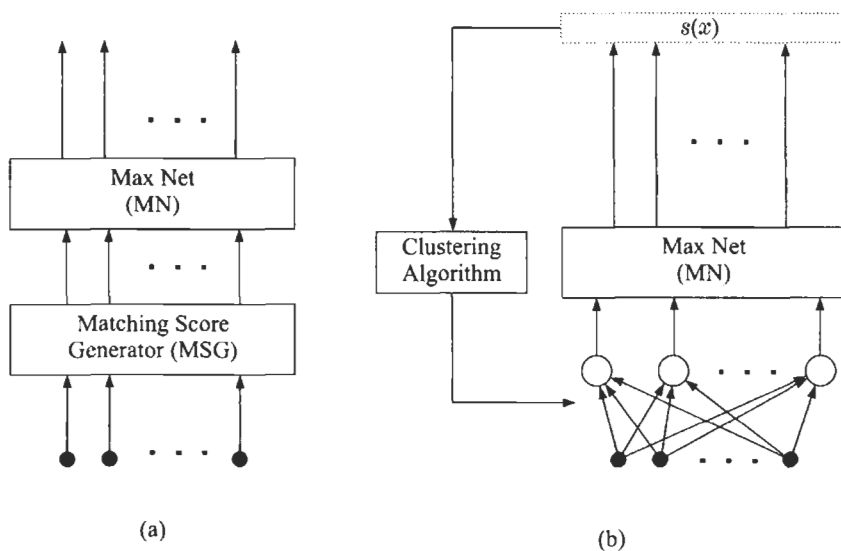 Max Net
(MN)
Matching Score
Generator (MSG)
(a)
s(x)
Clustering
Algorithm
Max Net
(MN)
(b)